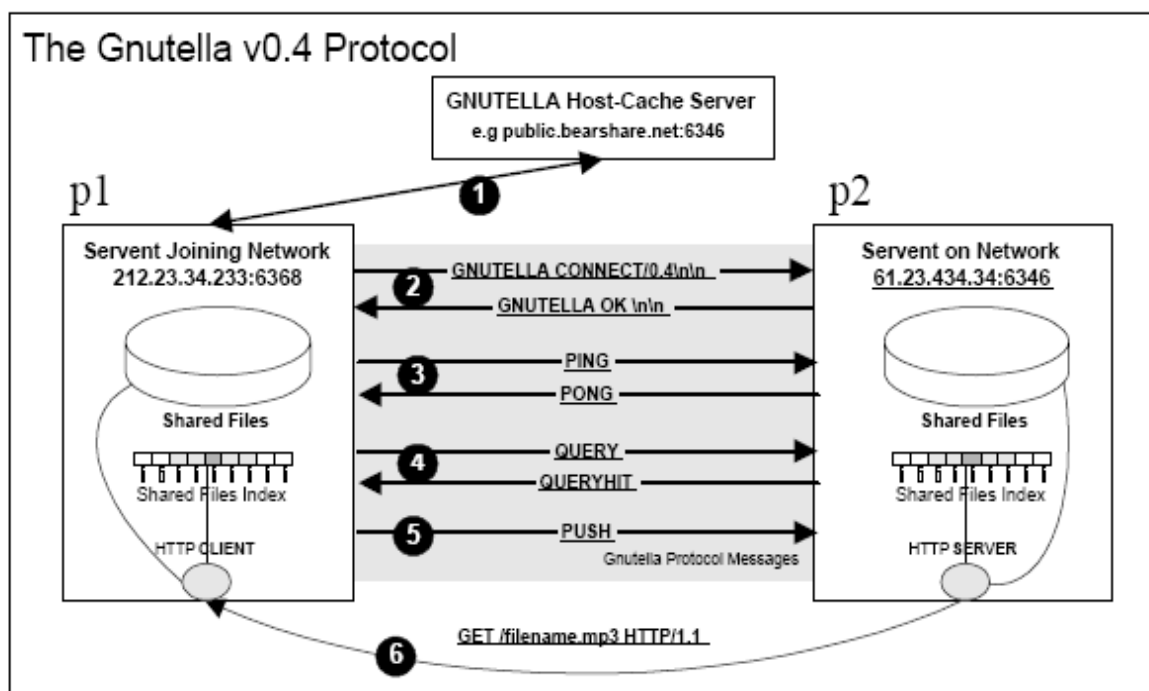 The Gnutella v0.4 Protocol
GNUTELLA Host-Cache Server
e.g public.bearshare.net:6346
1
p1
p2
Servent Joining Network
212.23.34.233:6368
Servent on Network
61.23.434.34:6346
GNUTELLA CONNECT/0.4\n\n
2
GNUTELLA OK \n\n
PING
3
PONG
Shared Files
Shared Files
QUERY
4
QUERYHIT
Shared Files Index
Shared Files Index
5
PUSH
Gnutella Protocol Messages
HTTP CLIENT
HTTP SERVER
GET /filename.mp3 HTTP/1.1
6